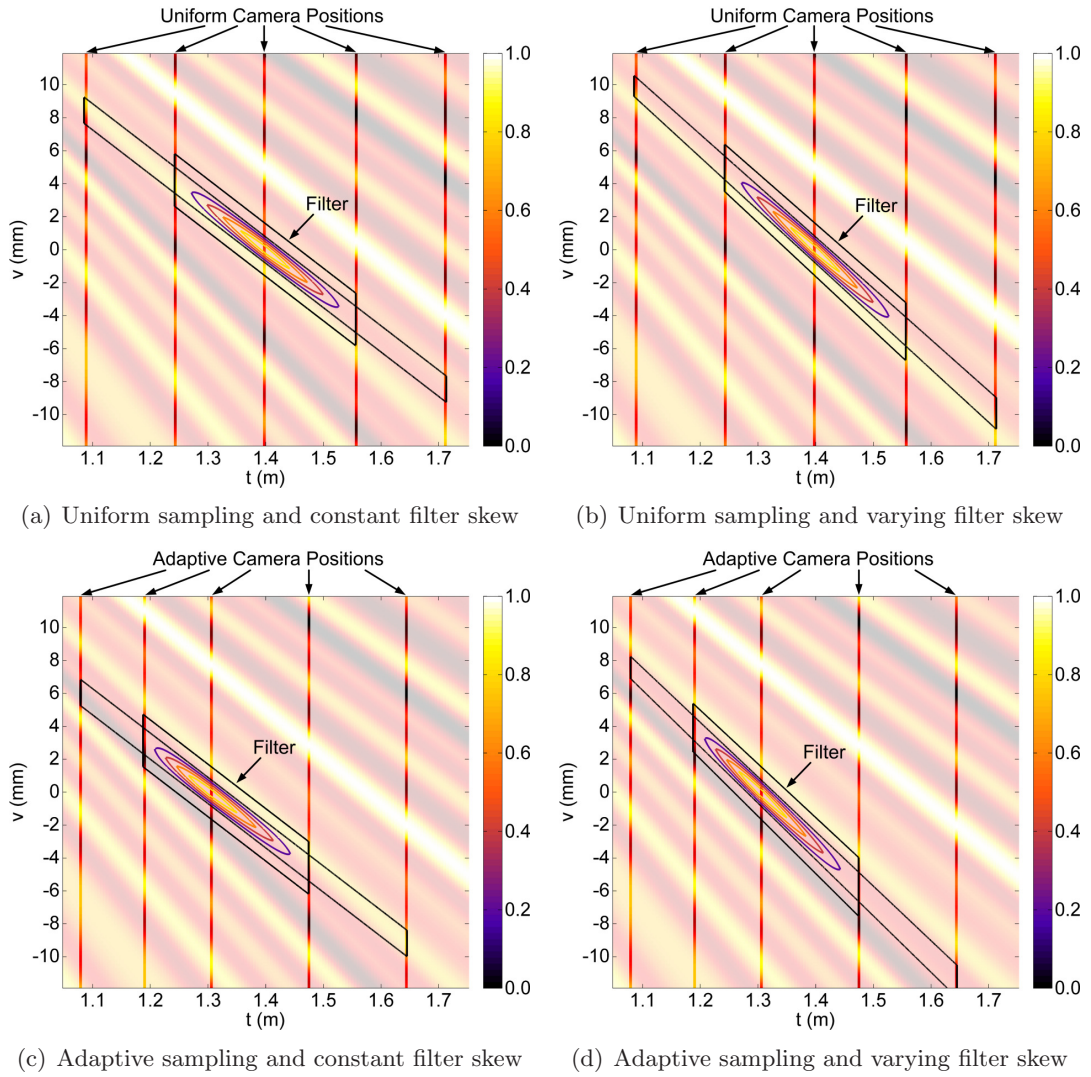 Uniform Camera Positions
Uniform Camera Positions
10
8
6
4
2
0
-2
-4
-6
-8
-10
v (mm)
Filter
1.0
0.8
0.6
0.4
0.2
0.0
1.1 1.2 1.3 1.4 1.5 1.6 1.7
t (m)
10
8
6
4
2
0
-2
-4
-6
-8
-10
v (mm)
Filter
1.0
0.8
0.6
0.4
0.2
0.0
1.1 1.2 1.3 1.4 1.5 1.6 1.7
t (m)
(a) Uniform sampling and constant filter skew
(b) Uniform sampling and varying filter skew
Adaptive Camera Positions
Adaptive Camera Positions
10
8
6
4
2
0
-2
-4
-6
-8
-10
v (mm)
Filter
1.0
0.8
0.6
0.4
0.2
0.0
1.1 1.2 1.3 1.4 1.5 1.6 1.7
t (m)
10
8
6
4
2
0
-2
-4
-6
-8
-10
v (mm)
Filter
1.0
0.8
0.6
0.4
0.2
0.0
1.1 1.2 1.3 1.4 1.5 1.6 1.7
t (m)
(c) Adaptive sampling and constant filter skew
(d) Adaptive sampling and varying filter skew